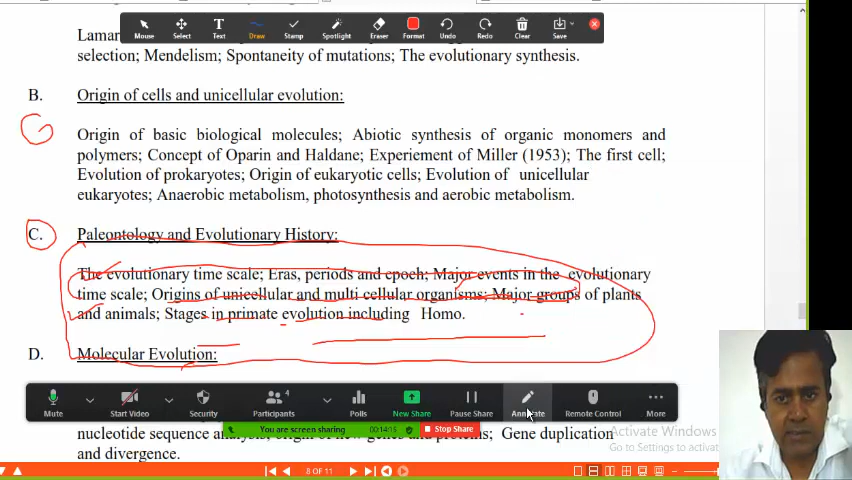 Mouse Select Text Draw Stamp Spotlight Eraser Format Undo Redo Clear Save
Lamar
selection; Mendelism; Spontaneity of mutations; The evolutionary synthesis.
B. Origin of cells and unicellular evolution:
Origin of basic biological molecules; Abiotic synthesis of organic monomers and
polymers; Concept of Oparin and Haldane; Experiement of Miller (1953); The first cell;
Evolution of prokaryotes; Origin of eukaryotic cells; Evolution of unicellular
eukaryotes; Anaerobic metabolism, photosynthesis and aerobic metabolism.
C. Paleontology and Evolutionary History:
The evolutionary time scale; Eras, periods and epoch; Major events in the evolutionary
time scale; Origins of unicellular and multi cellular organisms; Major groups of plants
and animals; Stages in primate evolution including Homo.
D. Molecular Evolution:
4
Mute Start Video Security Participants Polls New Share Pause Share Annotate Remote Control More
You are screen sharing 00:14:15 Stop Share
nucleotide sequence analysis; origin of new genes and proteins; Gene duplication
and divergence.
Activate Windows
Go to Settings to activat
8 OF 11